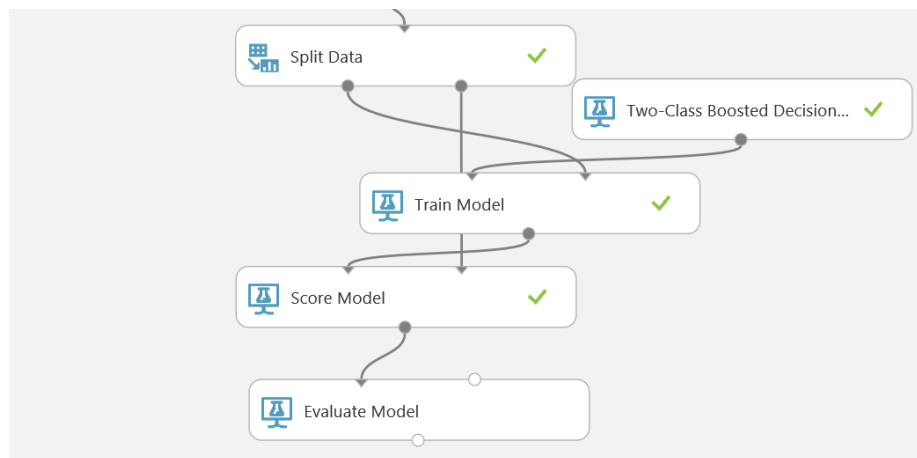 Split Data
Two-Class Boosted Decision...
Train Model
Score Model
Evaluate Model